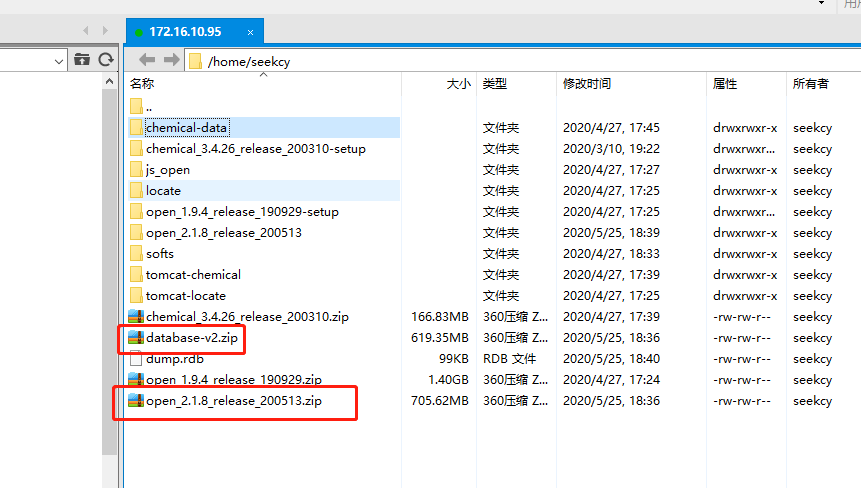 用户
172.16.10.95 ×
/home/seekcy
名称 大小 类型 修改时间 属性 所有者
..
chemical-data 文件夹 2020/4/27, 17:45 drwxrwxr-x seekcy
chemical_3.4.26_release_200310-setup 文件夹 2020/3/10, 19:22 drwxrwxr... seekcy
js_open 文件夹 2020/4/27, 17:27 drwxrwxr-x seekcy
locate 文件夹 2020/4/27, 17:25 drwxrwxr-x seekcy
open_1.9.4_release_190929-setup 文件夹 2020/4/27, 17:25 drwxrwxr... seekcy
open_2.1.8_release_200513 文件夹 2020/5/25, 18:39 drwxrwxr-x seekcy
softs 文件夹 2020/4/27, 18:33 drwxrwxr-x seekcy
tomcat-chemical 文件夹 2020/4/27, 17:39 drwxrwxr-x seekcy
tomcat-locate 文件夹 2020/4/27, 17:25 drwxrwxr-x seekcy
chemical_3.4.26_release_200310.zip 166.83MB 360压缩 Z... 2020/4/27, 17:39 -rw-rw-r-- seekcy
database-v2.zip 619.35MB 360压缩 Z... 2020/5/25, 18:36 -rw-rw-r-- seekcy
dump.rdb 99KB RDB 文件 2020/5/25, 18:40 -rw-rw-r-- seekcy
open_1.9.4_release_190929.zip 1.40GB 360压缩 Z... 2020/4/27, 17:24 -rw-rw-r-- seekcy
open_2.1.8_release_200513.zip 705.62MB 360压缩 Z... 2020/5/25, 18:36 -rw-rw-r-- seekcy